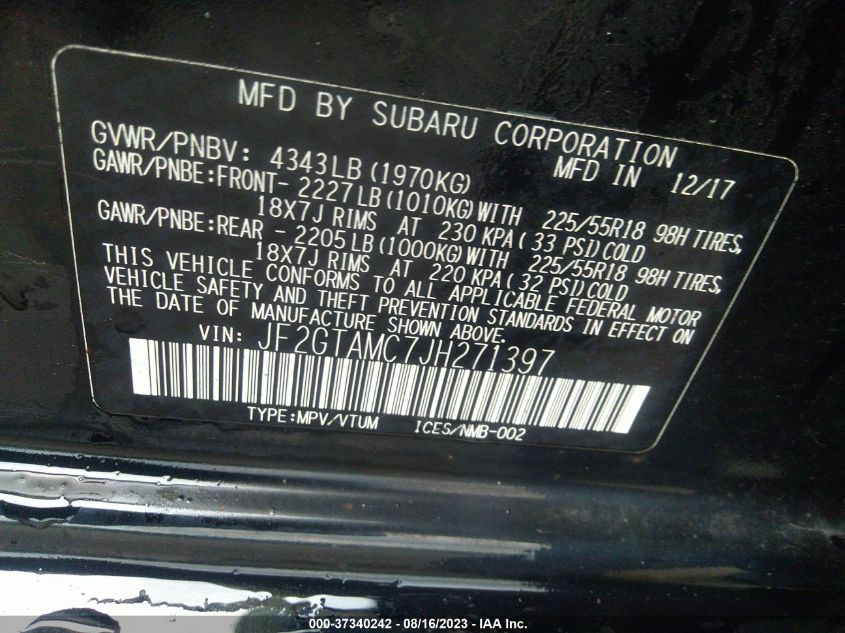 MFD BY SUBARU CORPORATION
GVWR/PNBV: 4343LB (1970KG) MFD IN 12/17
GAWR/PNBE:FRONT- 2227LB (1010KG) WITH 225/55R18 98H TIRES,
18X7J RIMS AT 230 KPA ( 33 PSI) COLD
GAWR/PNBE:REAR - 2205LB (1000KG) WITH 225/55R18 98H TIRES,
18X7J RIMS AT 220 KPA ( 32 PSI) COLD
THIS VEHICLE CONFORMS TO ALL APPLICABLE FEDERAL MOTOR
VEHICLE SAFETY AND THEFT PREVENTION STANDARDS IN EFFECT ON
THE DATE OF MANUFACTURE SHOWN ABOVE.
VIN: JF2GTAMC7JH271397
TYPE:MPV/VTUM ICES/NMB-002
000-37340242 - 08/16/2023 - IAA Inc.